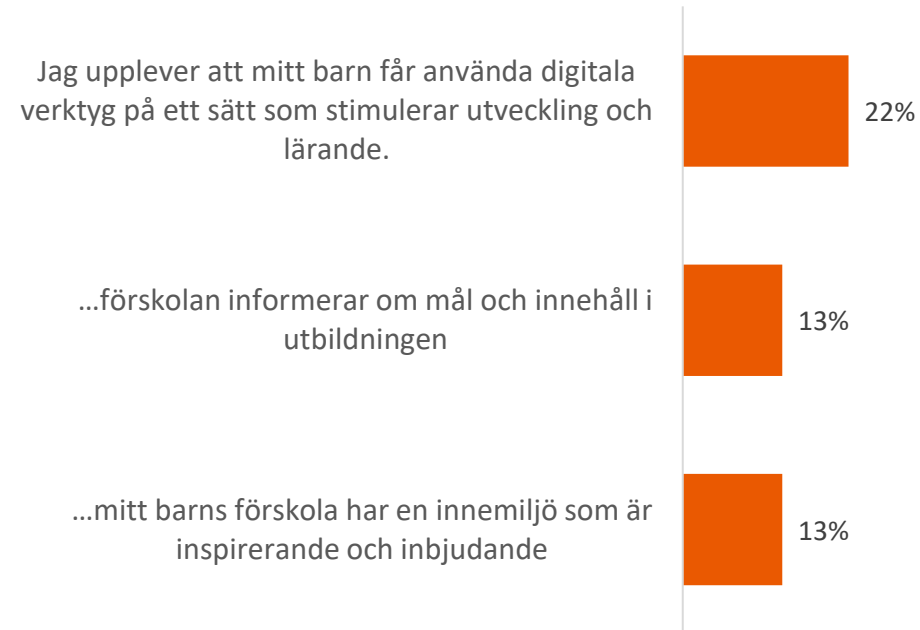 Jag upplever att mitt barn får använda digitala
verktyg på ett sätt som stimulerar utveckling och
lärande.
22%
...förskolan informerar om mål och innehåll i
utbildningen
13%
...mitt barns förskola har en innemiljö som är
inspirerande och inbjudande
13%